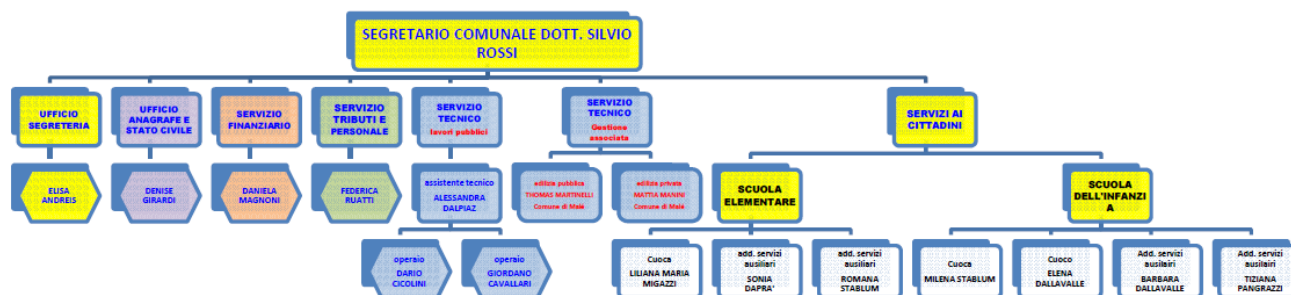 SEGRETARIO COMUNALE DOTT. SILVIO
ROSSI
UFFICIO
SEGRETERIA
UFFICIO
ANAGRAFE E
STATO CIVILE
SERVIZIO
FINANZIARIO
SERVIZIO
TRIBUTI E
PERSONALE
SERVIZIO
TECNICO
lavori pubblici
SERVIZIO
TECNICO
Gestione
associata
SERVIZI AI
CITTADINI
ELISA
ANDREIS
DENISE
GIRARDI
DANIELA
MAGNONI
FEDERICA
RUATTI
assistente tecnico
ALESSANDRA
DALPIAZ
edilizia pubblica
THOMAS MARTINELLI
Comune di Malé
edilizia privata
MATTIA MANINI
Comune di Malé
SCUOLA
ELEMENTARE
SCUOLA
DELL'INFANZI
A
operaio
DARIO
CICOLINI
operaio
GIORDANO
CAVALLARI
Cuoca
LILIANA MARIA
MIGAZZI
add. servizi
ausiliari
SONIA
DAPRA'
add. servizi
ausiliari
ROMANA
STABLUM
Cuoca
MILENA STABLUM
Cuoco
ELENA
DALLAVALLE
Add. servizi
ausilairi
BARBARA
DALLAVALLE
Add. servizi
ausilairi
TIZIANA
PANGRAZZI